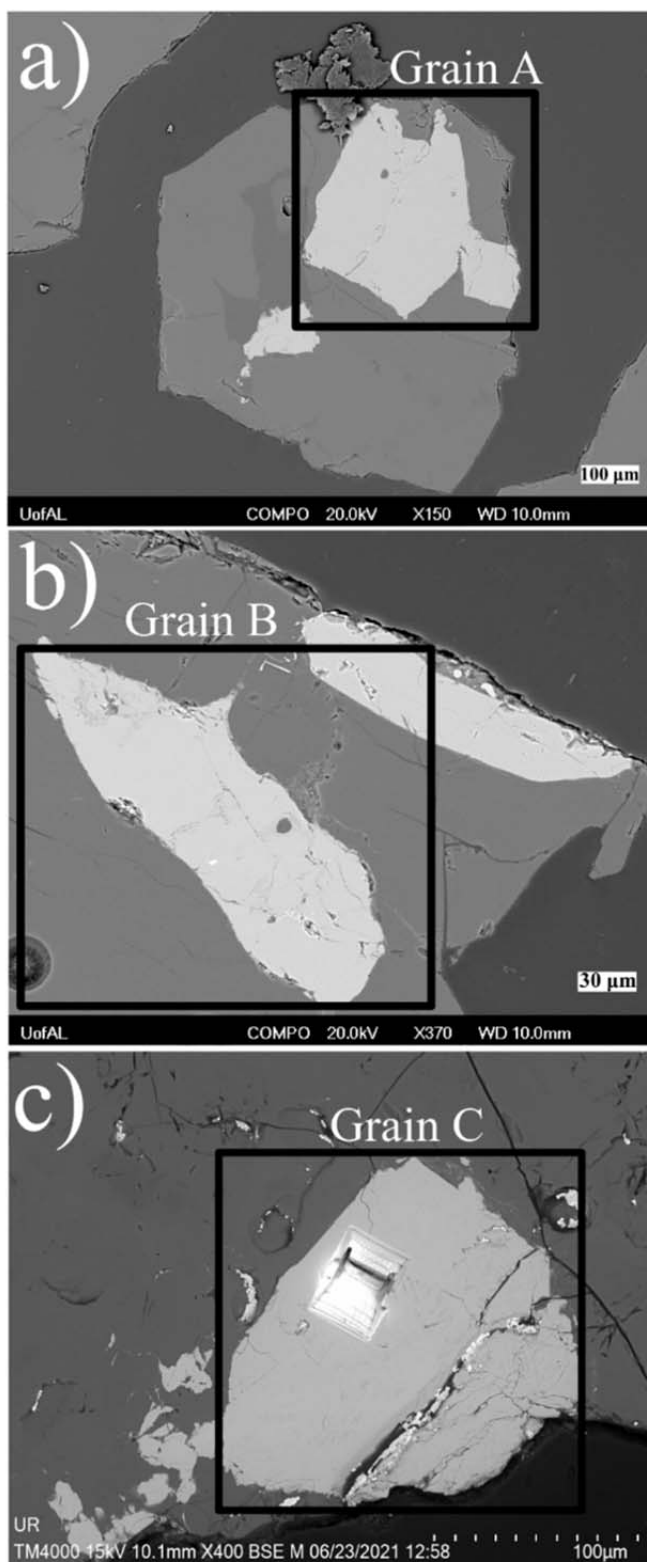 a)
Grain A
100 µm
UofAL COMPO 20.0kV X150 WD 10.0mm
b)
Grain B
30 µm
UofAL COMPO 20.0kV X370 WD 10.0mm
c)
Grain C
UR
TM4000 15kV 10.1mm X400 BSE M 06/23/2021 12:58 100µm